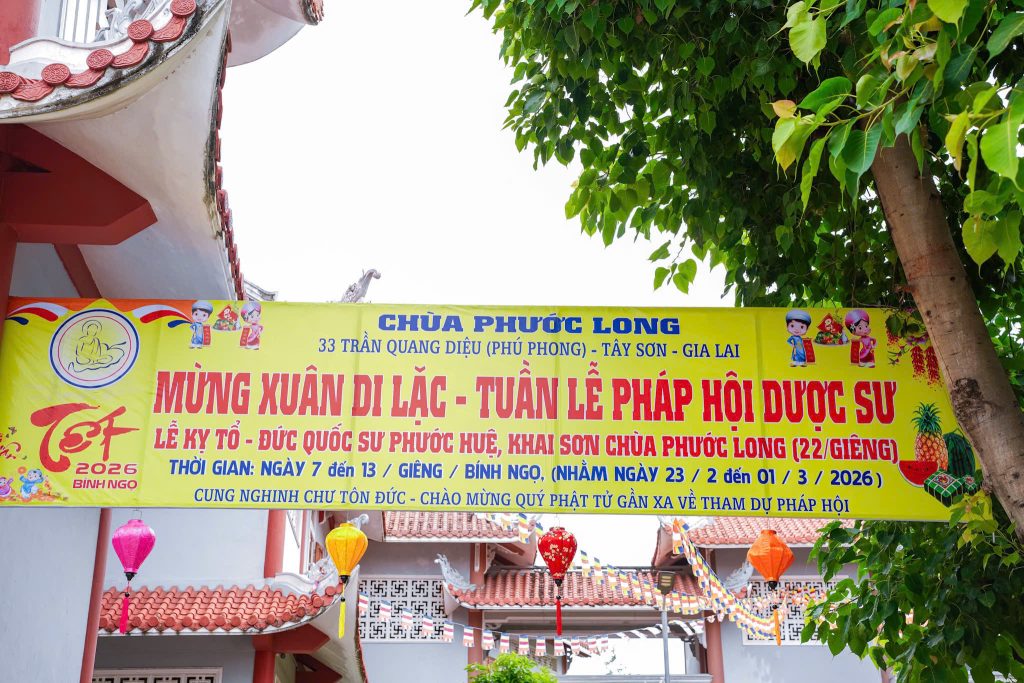 CHÙA PHƯỚC LONG
33 TRẦN QUANG DIỆU (PHÚ PHONG) - TÂY SƠN - GIA LAI
MỪNG XUÂN DI LẶC - TUẦN LỄ PHÁP HỘI DƯỢC SƯ
LỄ KỴ TỔ - ĐỨC QUỐC SƯ PHƯỚC HUỆ, KHAI SƠN CHÙA PHƯỚC LONG (22/GIÊNG)
THỜI GIAN: NGÀY 7 đến 13 / GIÊNG / BÍNH NGỌ, (NHẰM NGÀY 23 / 2 đến 01 / 3 / 2026 )
CUNG NGHINH CHƯ TÔN ĐỨC - CHÀO MỪNG QUÝ PHẬT TỬ GẦN XA VỀ THAM DỰ PHÁP HỘI
Tết
2026
BÍNH NGỌ